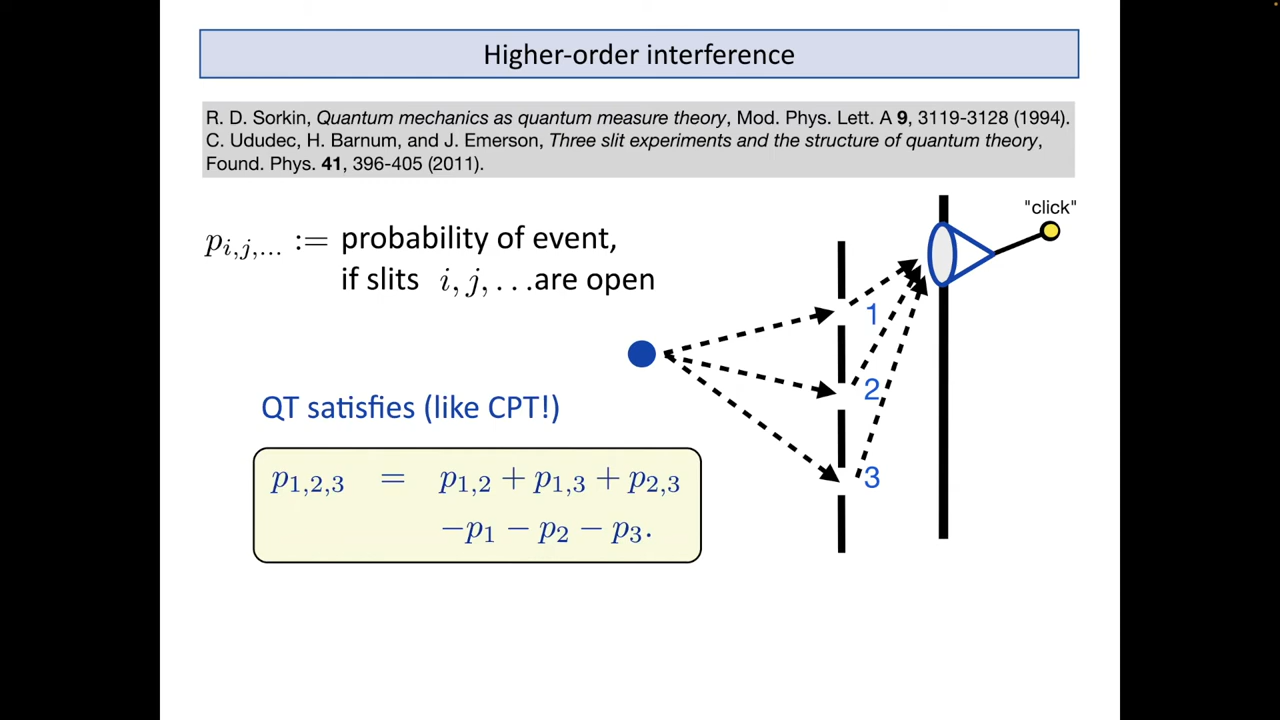 Higher-order interference
R. D. Sorkin, Quantum mechanics as quantum measure theory, Mod. Phys. Lett. A 9, 3119-3128 (1994).
C. Ududec, H. Barnum, and J. Emerson, Three slit experiments and the structure of quantum theory,
Found. Phys. 41, 396-405 (2011).
"click"
p_{i,j,...} := probability of event,
if slits i, j, . . . are open
1
2
3
QT satisfies (like CPT!)
p_{1,2,3} = p_{1,2} + p_{1,3} + p_{2,3}
-p_1 - p_2 - p_3.